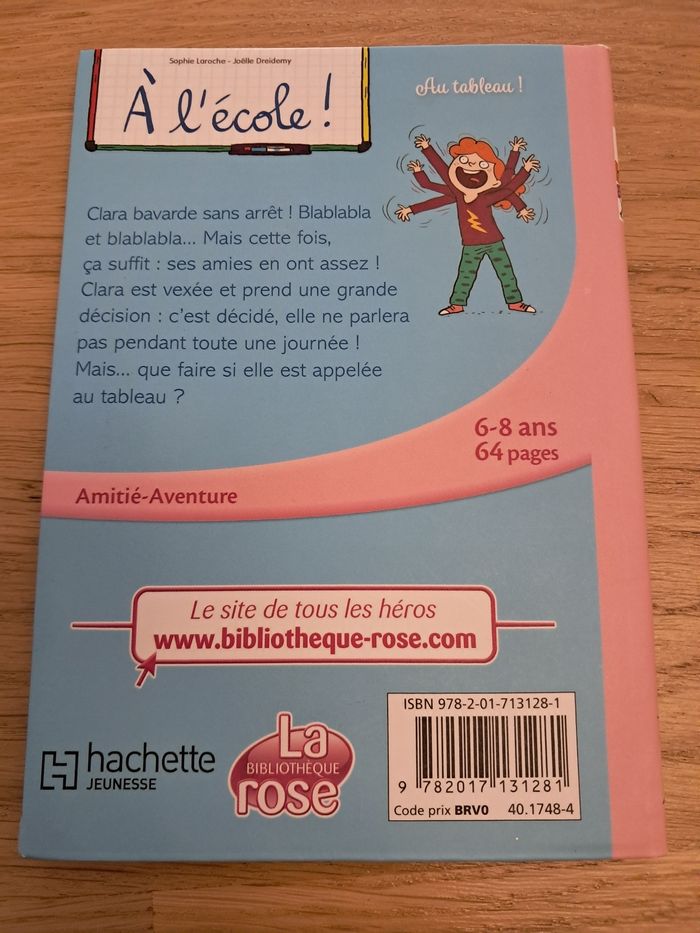 Sophie Laroche - Joëlle Dreidemy
À l'école !
Au tableau !
Clara bavarde sans arrêt ! Blablabla
et blablabla... Mais cette fois,
ça suffit : ses amies en ont assez !
Clara est vexée et prend une grande
décision : c'est décidé, elle ne parlera
pas pendant toute une journée !
Mais... que faire si elle est appelée
au tableau ?
6-8 ans
64 pages
Amitié-Aventure
Le site de tous les héros
www.bibliotheque-rose.com
ISBN 978-2-01-713128-1
9 782017 131281
Code prix BRV0 40.1748-4
hachette
JEUNESSE
La
BIBLIOTHÈQUE
rose